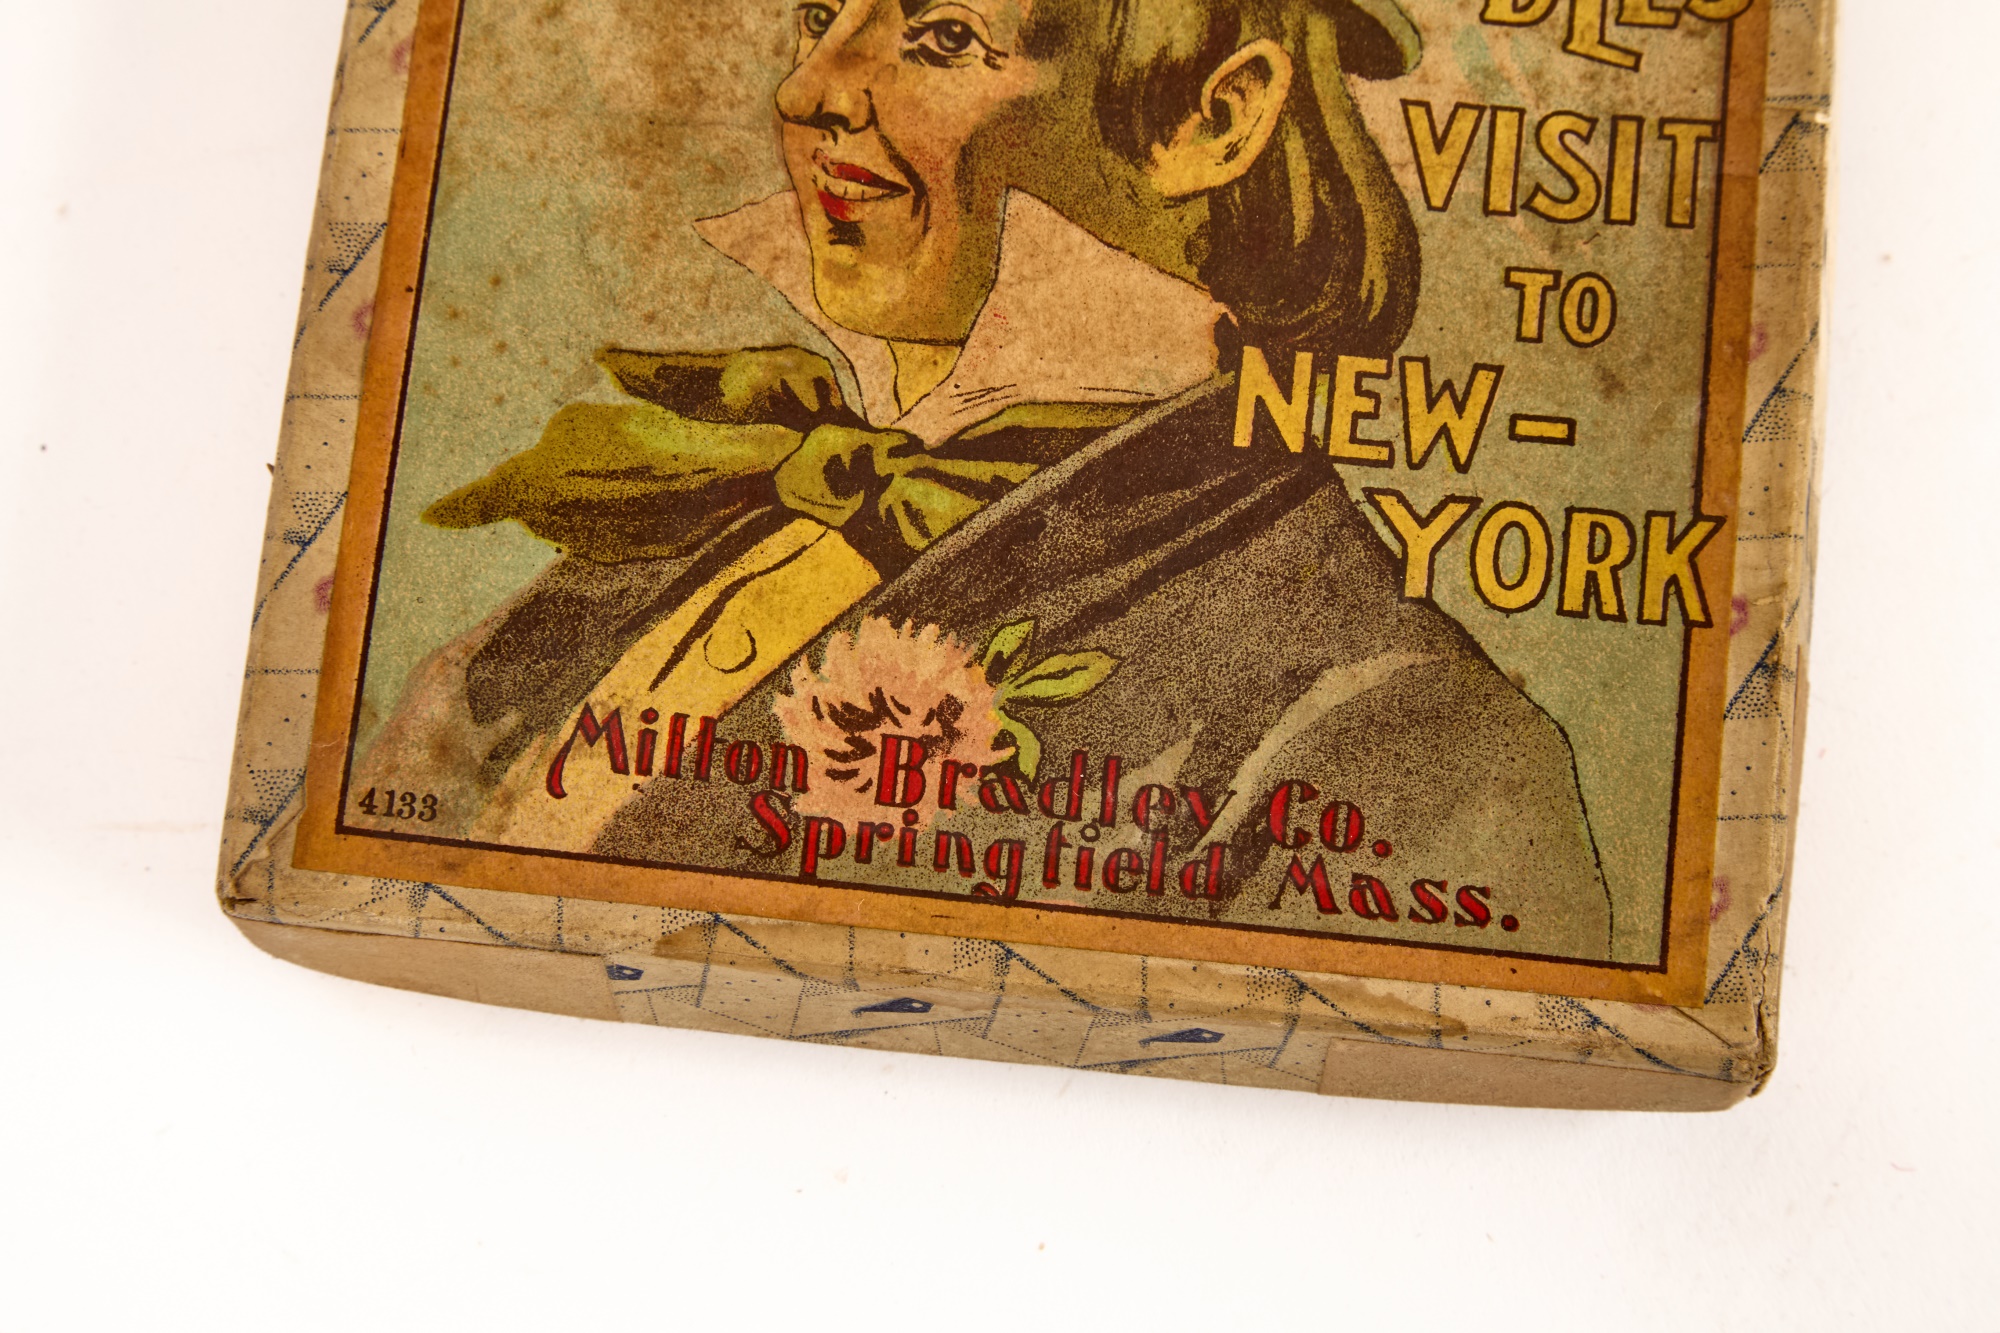 VISIT
TO
NEW-
YORK
Milton Bradley Co.
Springfield Mass.
4133